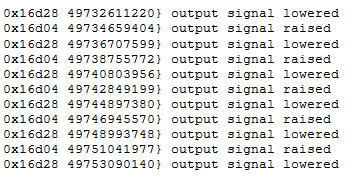 0x16d28 49732611220} output signal lowered
0x16d04 49734659404} output signal raised
0x16d28 49736707599} output signal lowered
0x16d04 49738755772} output signal raised
0x16d28 49740803956} output signal lowered
0x16d04 49742849199} output signal raised
0x16d28 49744897380} output signal lowered
0x16d04 49746945570} output signal raised
0x16d28 49748993748} output signal lowered
0x16d04 49751041977} output signal raised
0x16d28 49753090140} output signal lowered